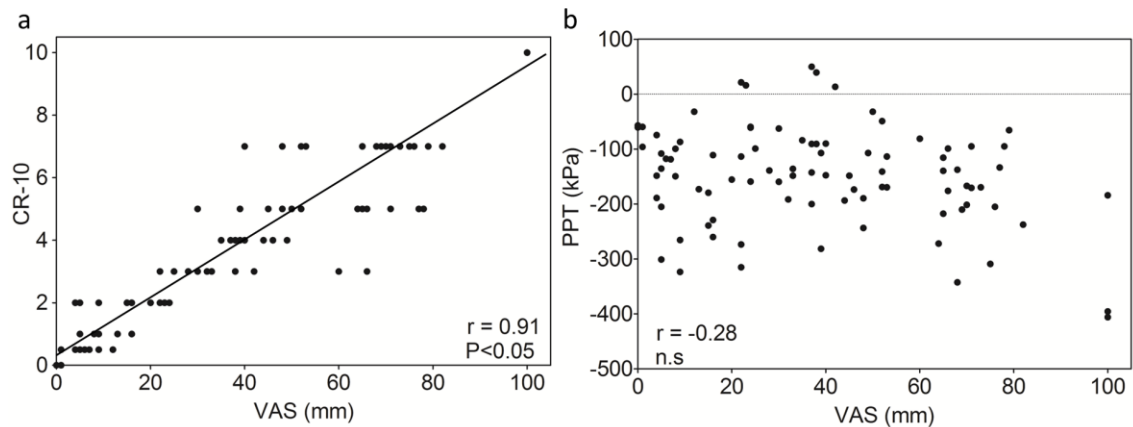 a
10
8
6
4
2
0
CR-10
0 20 40 60 80 100
VAS (mm)
r = 0.91
P<0.05
b
100
0
-100
-200
-300
-400
-500
PPT (kPa)
0 20 40 60 80 100
VAS (mm)
r = -0.28
n.s